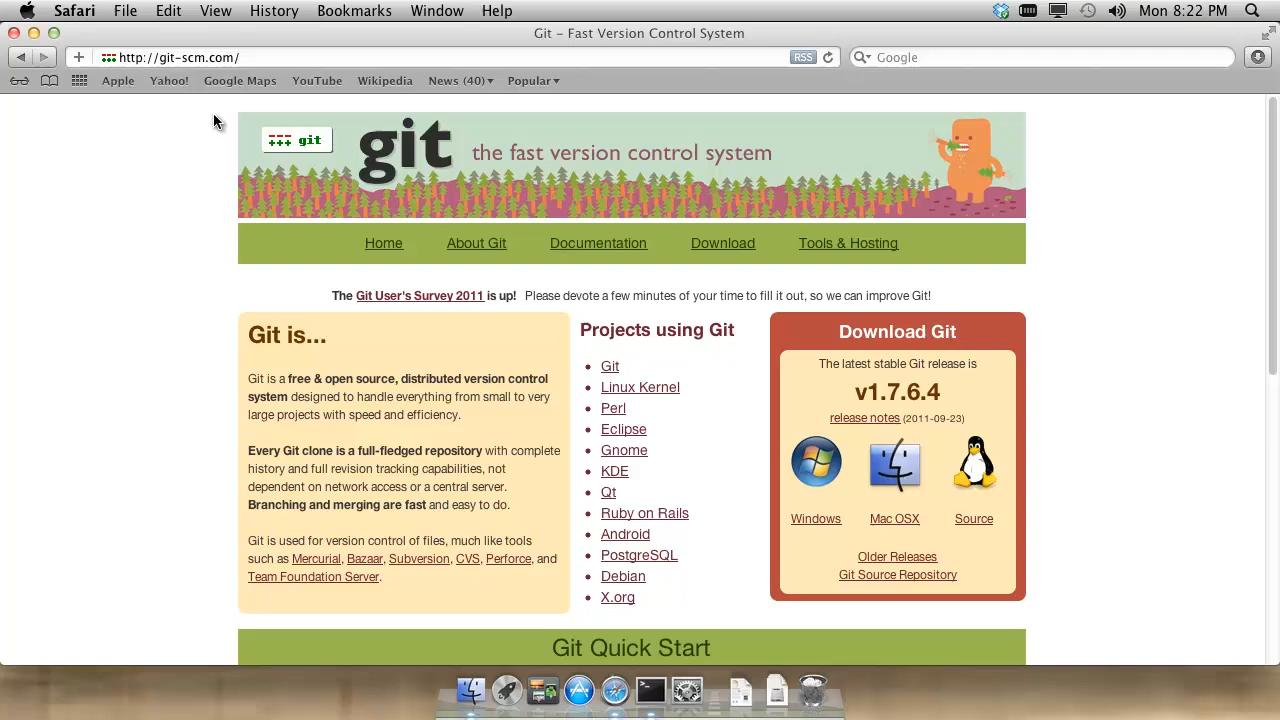 Safari File Edit View History Bookmarks Window Help Mon 8:22 PM
Git – Fast Version Control System
http://git-scm.com/ RSS Google
Apple Yahoo! Google Maps YouTube Wikipedia News (40) Popular
git git the fast version control system
Home About Git Documentation Download Tools & Hosting
The Git User's Survey 2011 is up! Please devote a few minutes of your time to fill it out, so we can improve Git!
Git is...
Git is a free & open source, distributed version control
system designed to handle everything from small to very
large projects with speed and efficiency.
Every Git clone is a full-fledged repository with complete
history and full revision tracking capabilities, not
dependent on network access or a central server.
Branching and merging are fast and easy to do.
Git is used for version control of files, much like tools
such as Mercurial, Bazaar, Subversion, CVS, Perforce, and
Team Foundation Server.
Projects using Git
Git
Linux Kernel
Perl
Eclipse
Gnome
KDE
Qt
Ruby on Rails
Android
PostgreSQL
Debian
X.org
Download Git
The latest stable Git release is
v1.7.6.4
release notes (2011-09-23)
Windows Mac OSX Source
Older Releases
Git Source Repository
Git Quick Start